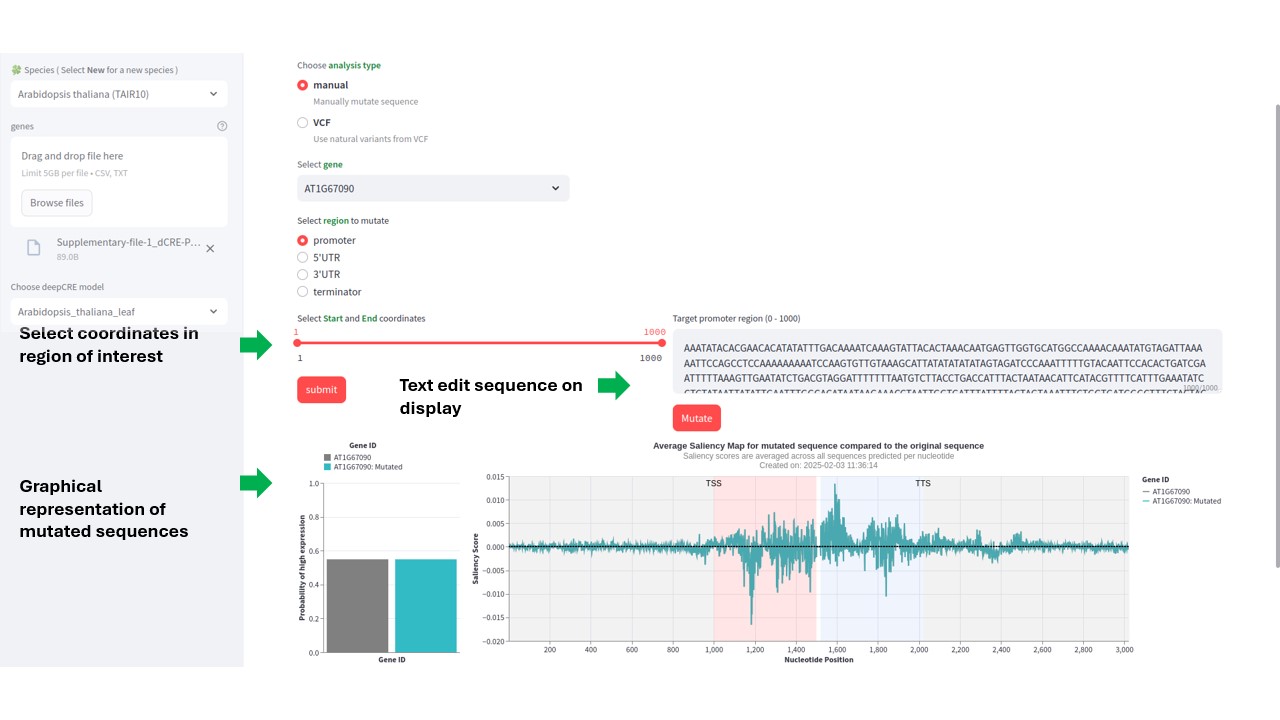 Species ( Select New for a new species )
Arabidopsis thaliana (TAIR10)
genes
Drag and drop file here
Limit 5GB per file • CSV, TXT
Browse files
Supplementary-file-1_dCRE-P...
89.0B
Choose deepCRE model
Arabidopsis_thaliana_leaf
Select coordinates in
region of interest
Graphical
representation of
mutated sequences
Choose analysis type
manual
Manually mutate sequence
VCF
Use natural variants from VCF
Select gene
AT1G67090
Select region to mutate
promoter
5'UTR
3'UTR
terminator
Select Start and End coordinates
1 1000
1 1000
submit
Text edit sequence on
display
Target promoter region (0 - 1000)
AAATATACACGAACACATATATTTGACAAAATCAAAGTATTACACTAAACAATGAGTTGGTGCATGGCCAAAACAAATATGTAGATTAAA
AATTCCAGCCTCCAAAAAAAAATCCAAGTGTTGTAAAGCATTATATATATATAGTAGATCCCAAATTTTTGTACAATTCCACACTGATCGA
ATTTTTAAAGTTGAATATCTGACGTAGGATTTTTTTAATGTCTTACCTGACCATTTACTAATAACATTCATACGTTTTCATTTGAAATATC
1000/1000
Mutate
Gene ID
AT1G67090
AT1G67090: Mutated
Probability of high expression
1.0
0.8
0.6
0.4
0.2
0.0
Gene ID
Average Saliency Map for mutated sequence compared to the original sequence
Saliency scores are averaged across all sequences predicted per nucleotide
Created on: 2025-02-03 11:36:14
TSS TTS
Saliency Score
0.015
0.010
0.005
0.000
−0.005
−0.010
−0.015
−0.020
200 400 600 800 1,000 1,200 1,400 1,600 1,800 2,000 2,200 2,400 2,600 2,800 3,000
Nucleotide Position
Gene ID
AT1G67090
AT1G67090: Mutated